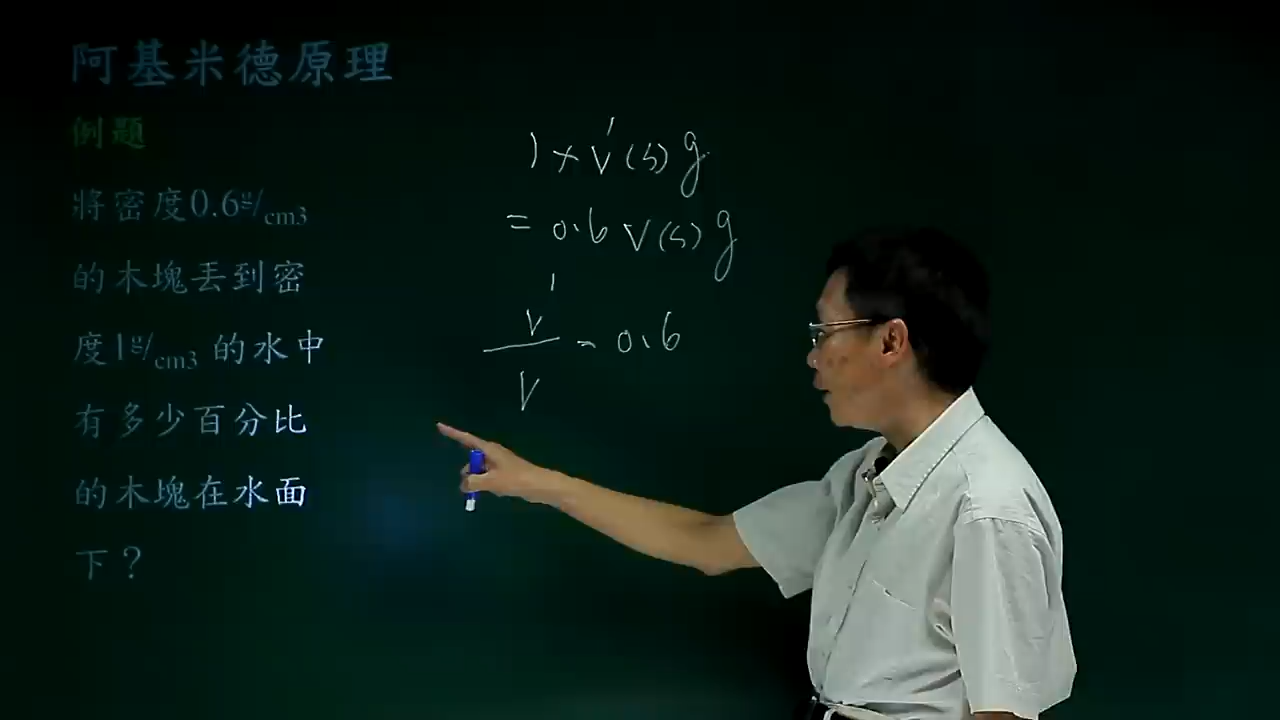 阿基米德原理
例題
將密度0.6g/cm3
的木塊丟到密
度1g/cm3 的水中
有多少百分比
的木塊在水面
下?
1×V'(s)g
=0.6V(s)g
V'/V = 0.6